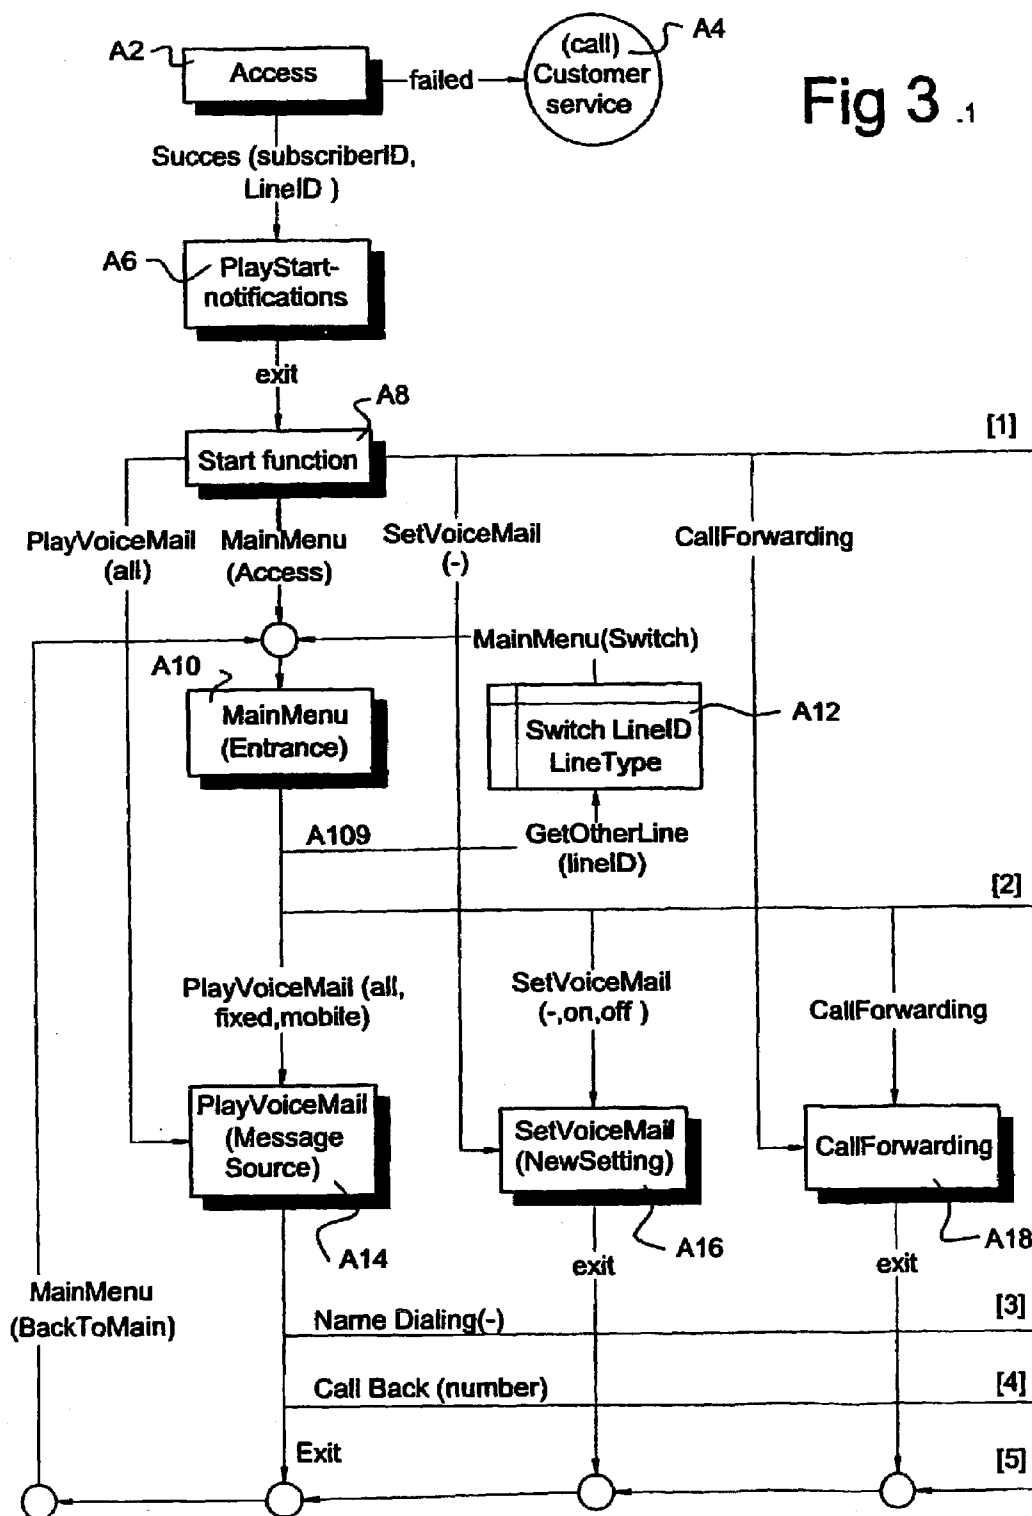 A2
Access
failed
(call)
Customer
service
A4
Fig 3 .1
Succes (subscriberID,
LineID )
A6
PlayStart-
notifications
exit
A8
Start function
[1]
PlayVoiceMail
(all)
MainMenu
(Access)
SetVoiceMail
(-)
CallForwarding
MainMenu(Switch)
A10
MainMenu
(Entrance)
Switch LineID
LineType
A12
A109
GetOtherLine
(lineID)
[2]
PlayVoiceMail (all,
fixed,mobile)
SetVoiceMail
(-,on,off )
CallForwarding
PlayVoiceMail
(Message
Source)
SetVoiceMail
(NewSetting)
CallForwarding
A14
A16
A18
exit
exit
MainMenu
(BackToMain)
Name Dialing(-)
[3]
Call Back (number)
[4]
Exit
[5]